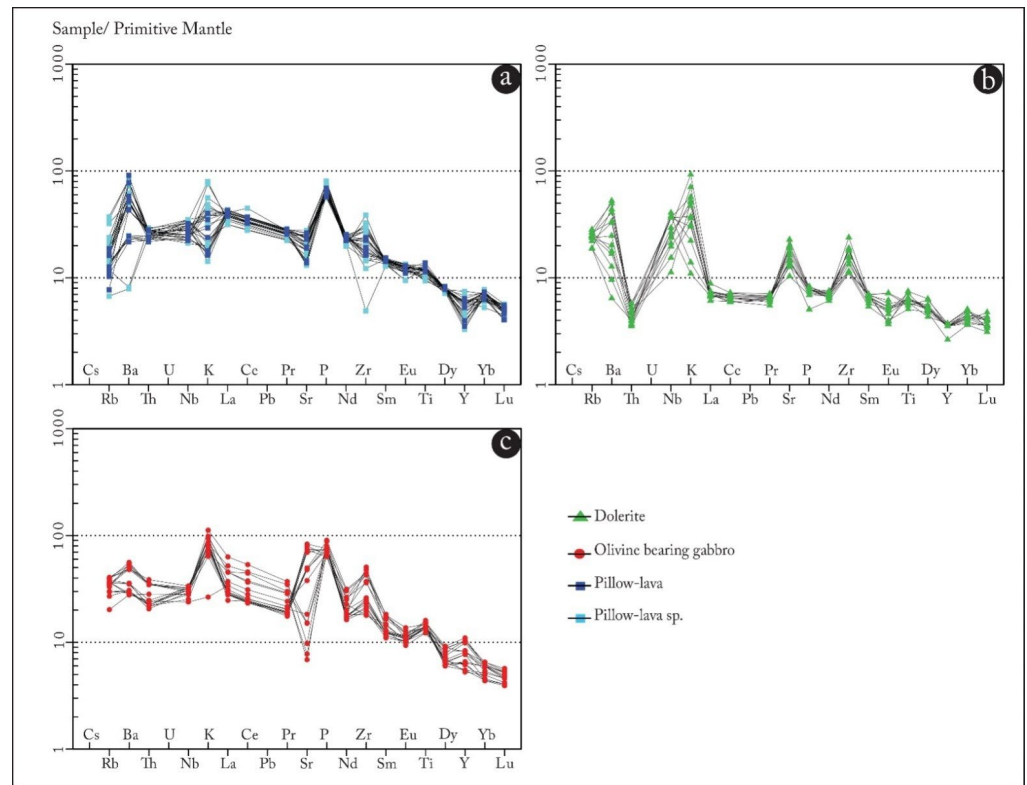 Sample/ Primitive Mantle
1000
100
10
1
a
Cs Ba U K Ce Pr P Zr Eu Dy Yb
Rb Th Nb La Pb Sr Nd Sm Ti Y Lu
1000
100
10
1
b
Cs Ba U K Ce Pr P Zr Eu Dy Yb
Rb Th Nb La Pb Sr Nd Sm Ti Y Lu
1000
100
10
1
c
Cs Ba U K Ce Pr P Zr Eu Dy Yb
Rb Th Nb La Pb Sr Nd Sm Ti Y Lu
Dolerite
Olivine bearing gabbro
Pillow-lava
Pillow-lava sp.